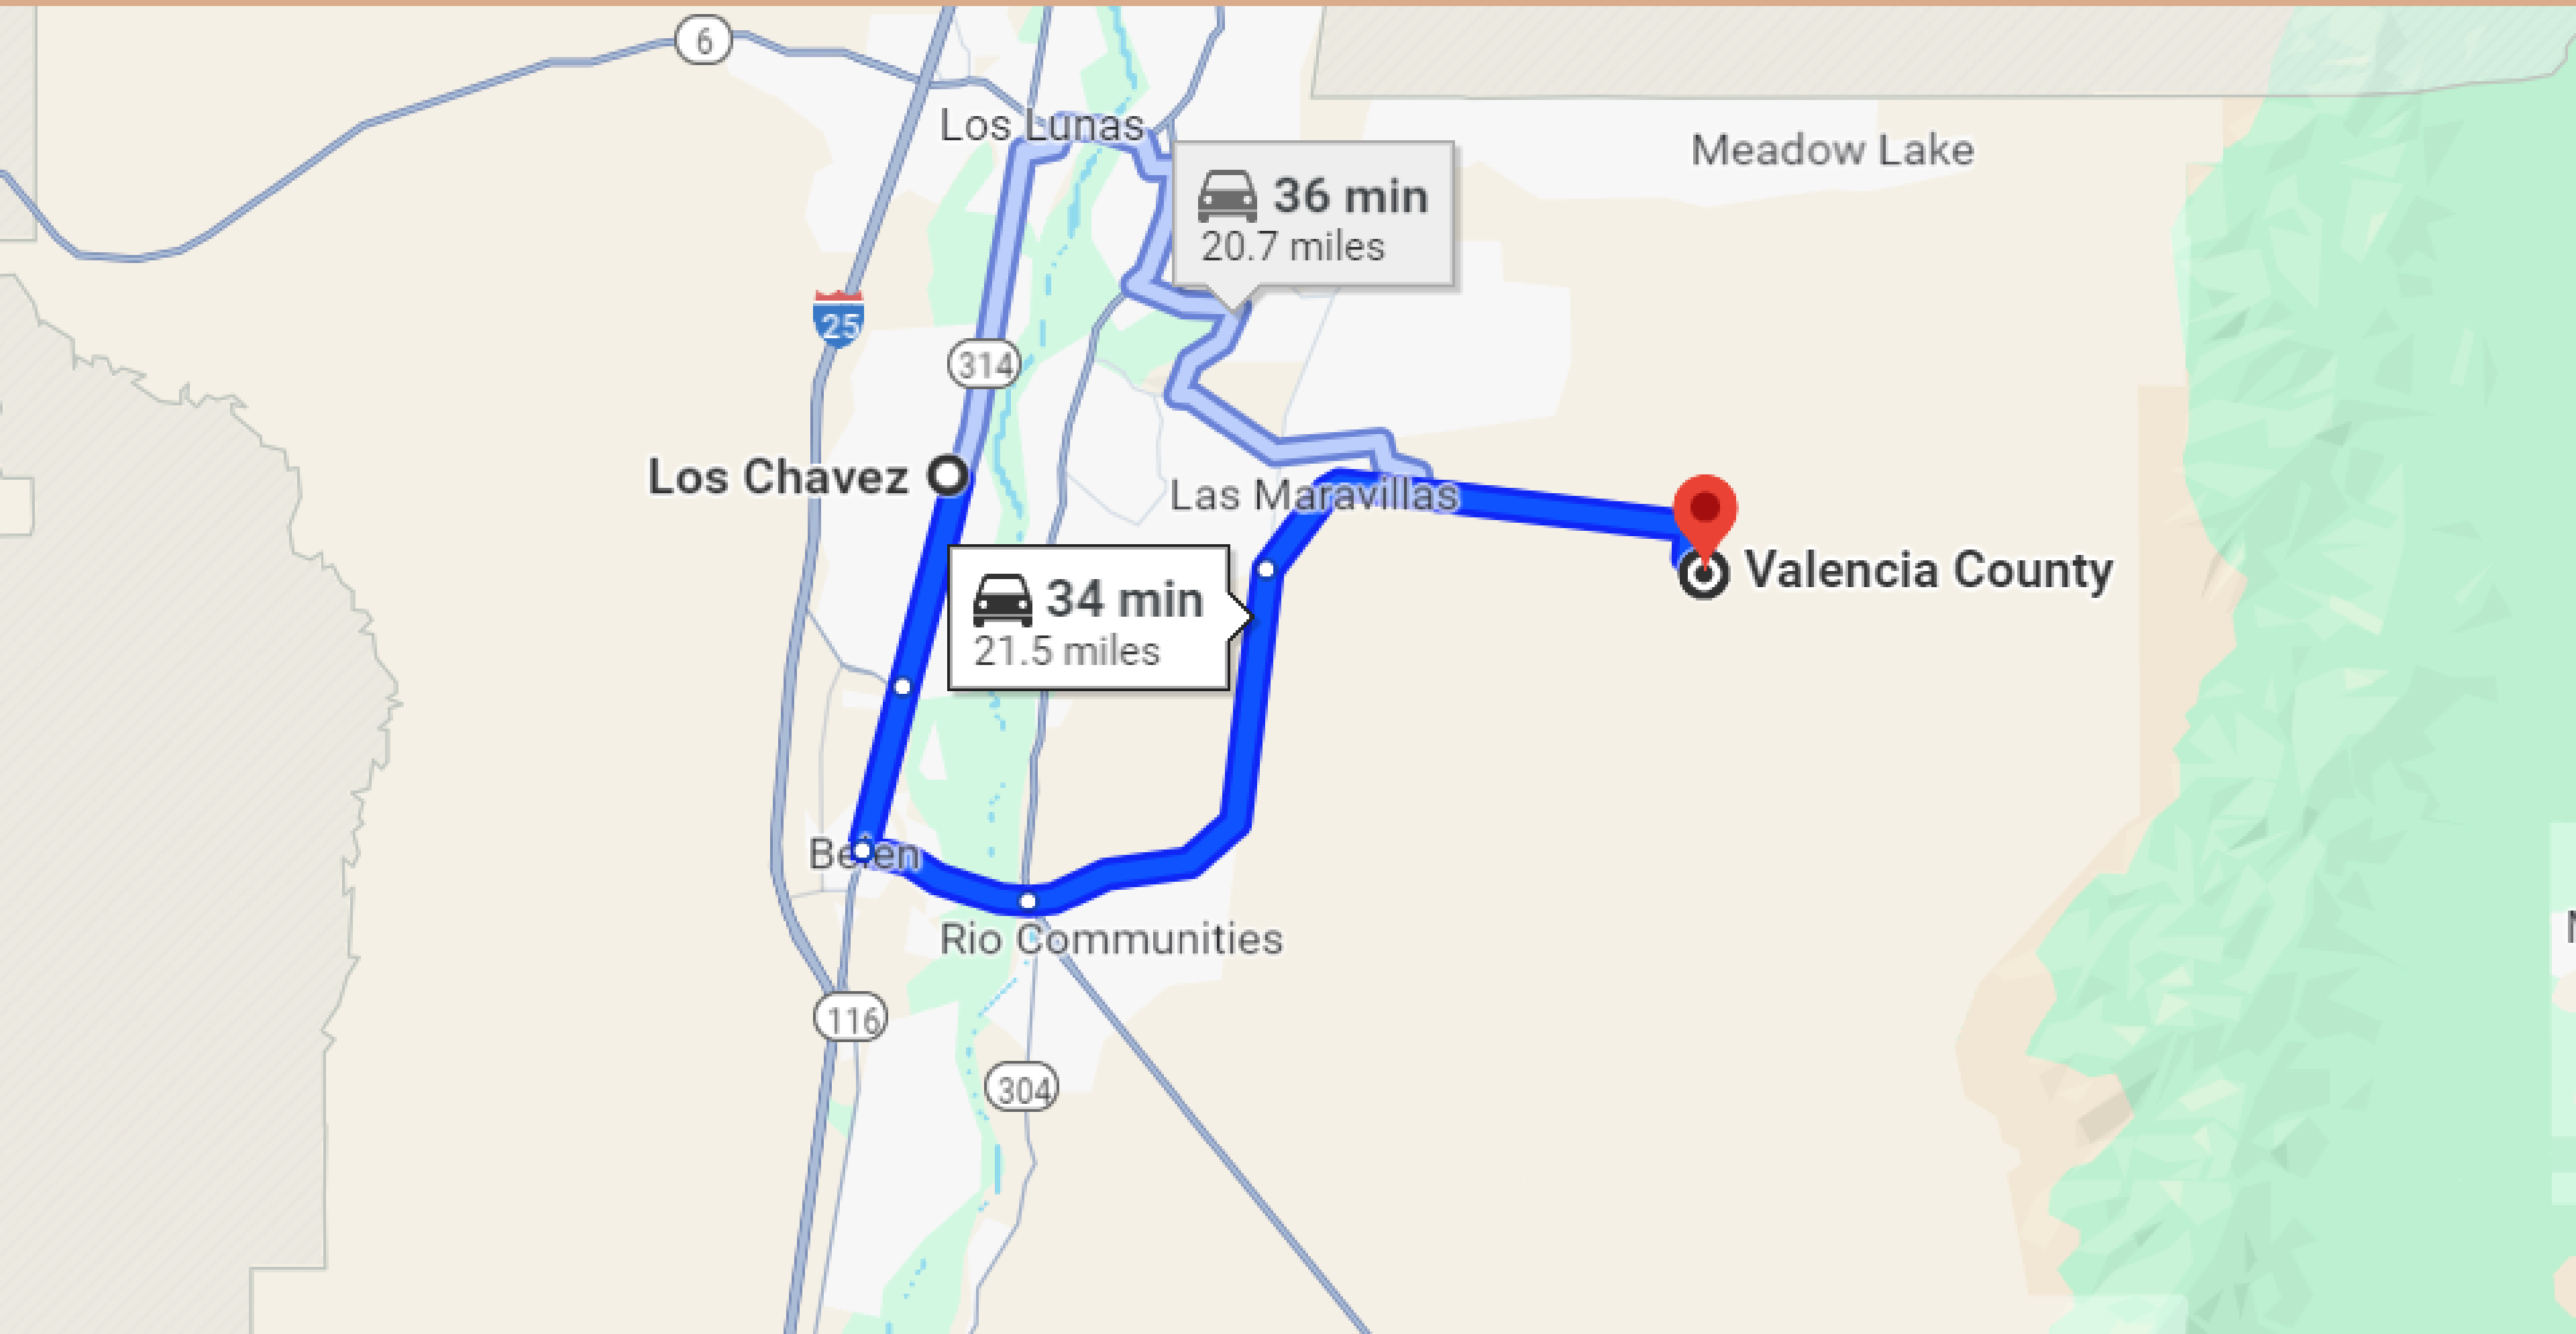 6
Los Lunas
Meadow Lake
36 min
20.7 miles
25
314
Los Chavez
Las Maravillas
34 min
21.5 miles
Valencia County
Belen
Rio Communities
116
304